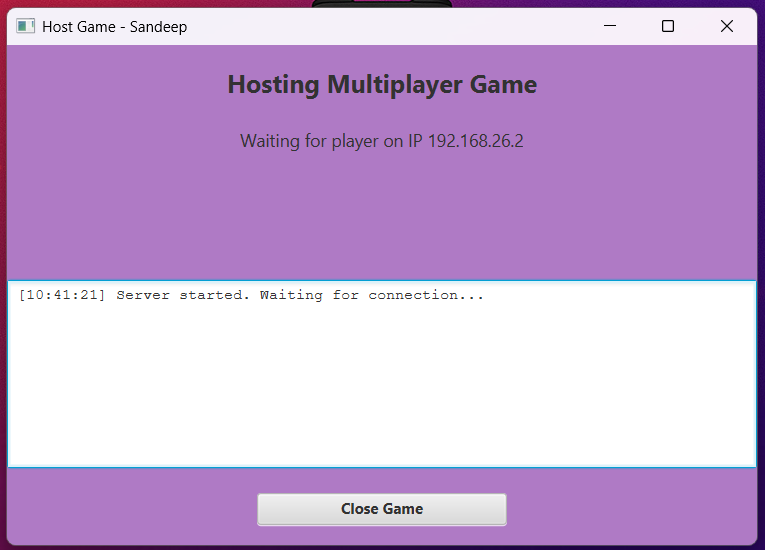 Host Game - Sandeep
Hosting Multiplayer Game
Waiting for player on IP 192.168.26.2
[10:41:21] Server started. Waiting for connection...
Close Game